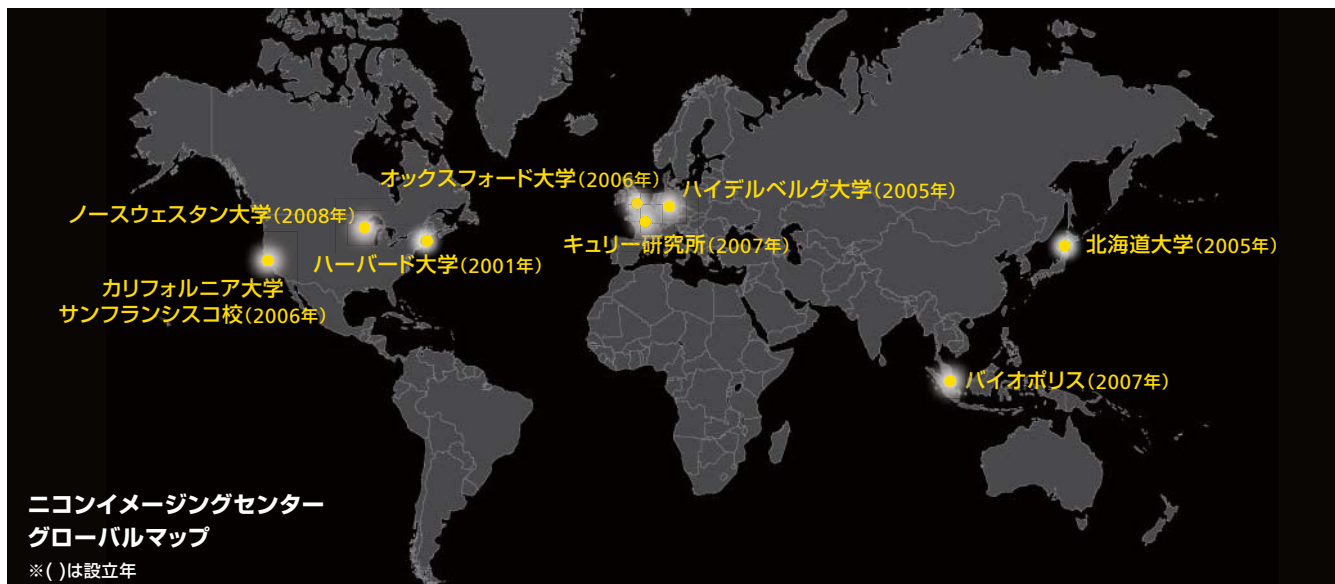 オックスフォード大学(2006年)
ハイデルベルグ大学(2005年)
ノースウェスタン大学(2008年)
キュリー研究所(2007年)
北海道大学(2005年)
ハーバード大学(2001年)
カリフォルニア大学
サンフランシスコ校(2006年)
バイオポリス(2007年)
ニコンイメージングセンター
グローバルマップ
※( )は設立年